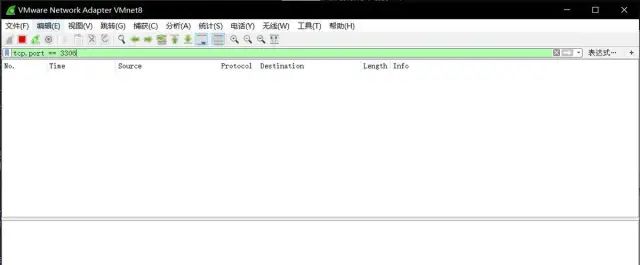 VMware Network Adapter VMnet8
文件(F) 编辑(E) 视图(V) 跳转(G) 捕获(C) 分析(A) 统计(S) 电话(Y) 无线(W) 工具(T) 帮助(H)
tcp.port == 3306 表达式… +
No. Time Source Protocol Destination Length Info